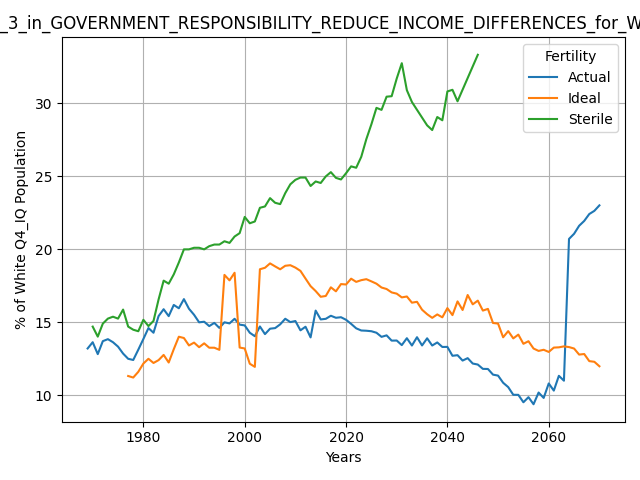 _3_in_GOVERNMENT_RESPONSIBILITY_REDUCE_INCOME_DIFFERENCES_for_W
Fertility
Actual
Ideal
Sterile
% of White Q4_IQ Population
30
25
20
15
10
1980
2000
2020
2040
2060
Years